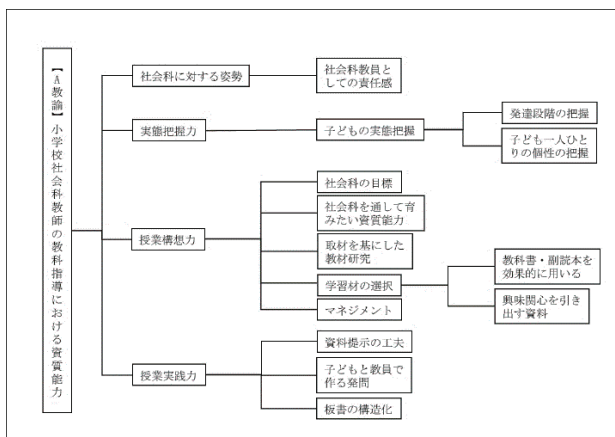 【A教諭】小学校社会科教師の教科指導における資質能力
社会科に対する姿勢
社会科教員と
しての責任感
実態把握力
子どもの実態把握
発達段階の把握
子ども一人ひと
りの個性の把握
授業構想力
社会科の目標
社会科を通して育
みたい資質能力
取材を基にした
教材研究
学習材の選択
教科書・副読本を
効果的に用いる
興味関心を引き
出す資料
マネジメント
授業実践力
資料提示の工夫
子どもと教員で
作る発問
板書の構造化